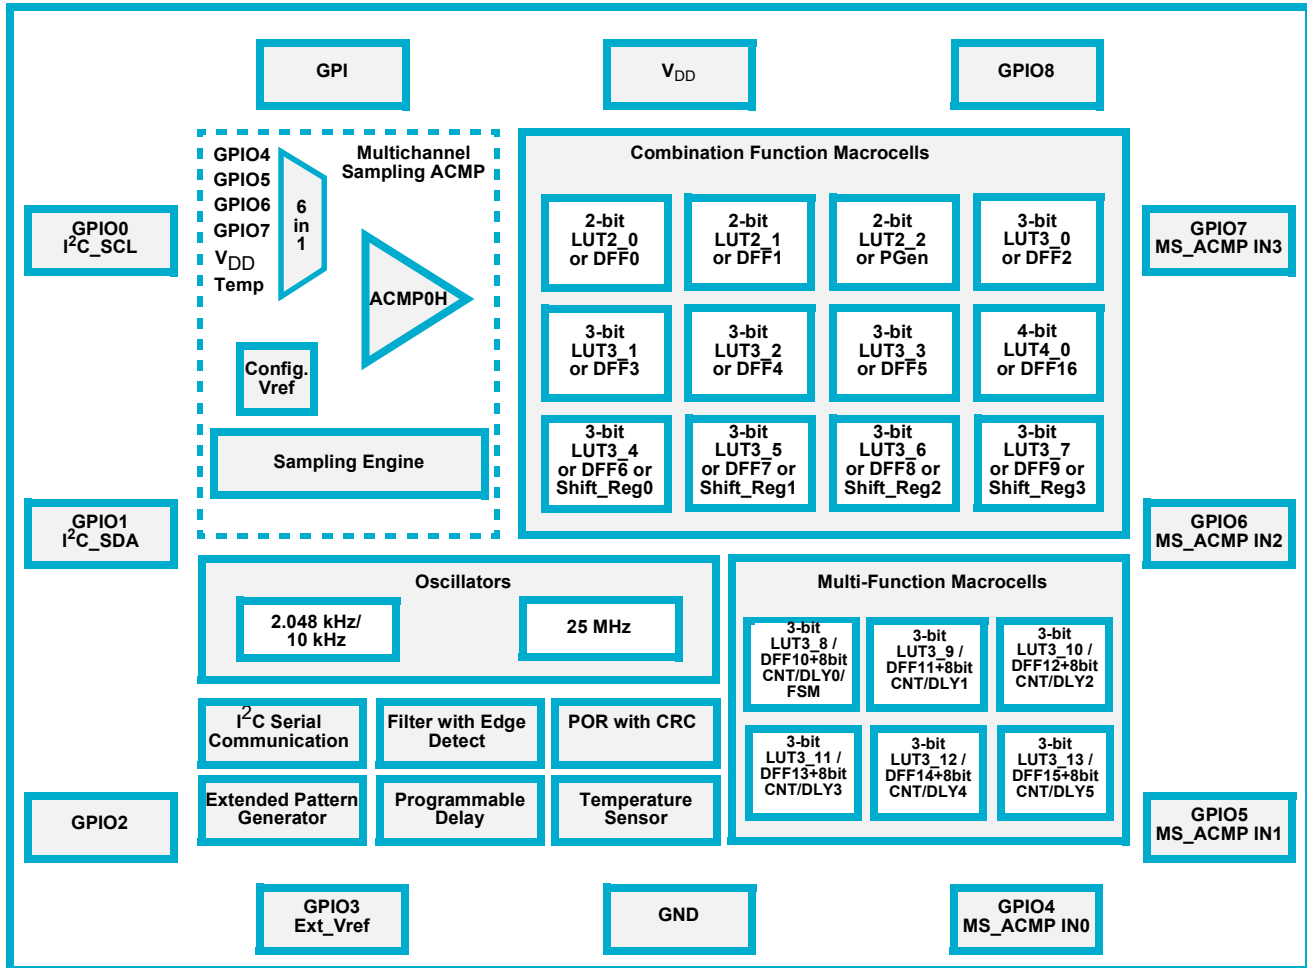 GPI
V_DD
GPIO8
GPIO0
I²C_SCL
GPIO1
I²C_SDA
GPIO2
GPIO4
GPIO5
GPIO6
GPIO7
V_DD
Temp
6
in
1
Multichannel
Sampling ACMP
ACMP0H
Config.
Vref
Sampling Engine
Combination Function Macrocells
2-bit
LUT2_0
or DFF0
2-bit
LUT2_1
or DFF1
2-bit
LUT2_2
or PGen
3-bit
LUT3_0
or DFF2
3-bit
LUT3_1
or DFF3
3-bit
LUT3_2
or DFF4
3-bit
LUT3_3
or DFF5
4-bit
LUT4_0
or DFF16
3-bit
LUT3_4
or DFF6 or
Shift_Reg0
3-bit
LUT3_5
or DFF7 or
Shift_Reg1
3-bit
LUT3_6
or DFF8 or
Shift_Reg2
3-bit
LUT3_7
or DFF9 or
Shift_Reg3
Oscillators
2.048 kHz/
10 kHz
25 MHz
I²C Serial
Communication
Filter with Edge
Detect
POR with CRC
Extended Pattern
Generator
Programmable
Delay
Temperature
Sensor
Multi-Function Macrocells
3-bit
LUT3_8 /
DFF10+8bit
CNT/DLY0/
FSM
3-bit
LUT3_9 /
DFF11+8bit
CNT/DLY1
3-bit
LUT3_10 /
DFF12+8bit
CNT/DLY2
3-bit
LUT3_11 /
DFF13+8bit
CNT/DLY3
3-bit
LUT3_12 /
DFF14+8bit
CNT/DLY4
3-bit
LUT3_13 /
DFF15+8bit
CNT/DLY5
GPIO7
MS_ACMP IN3
GPIO6
MS_ACMP IN2
GPIO5
MS_ACMP IN1
GPIO3
Ext_Vref
GND
GPIO4
MS_ACMP IN0